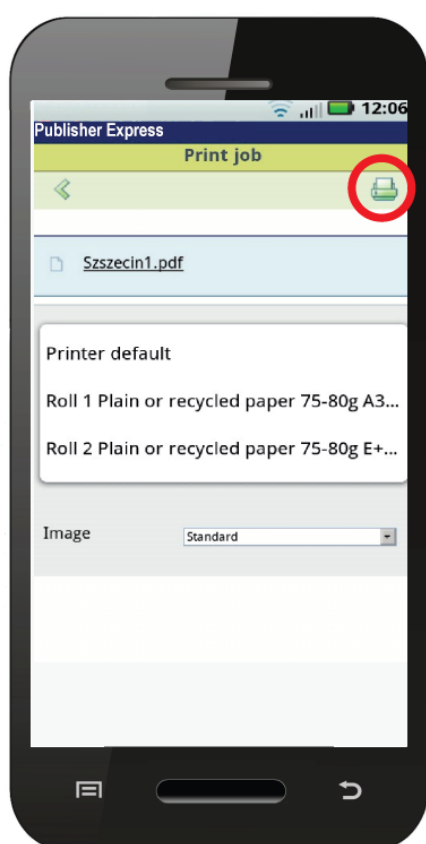 12:06
Publisher Express
Print job
Szszecin1.pdf
Printer default
Roll 1 Plain or recycled paper 75-80g A3...
Roll 2 Plain or recycled paper 75-80g E+...
Image
Standard